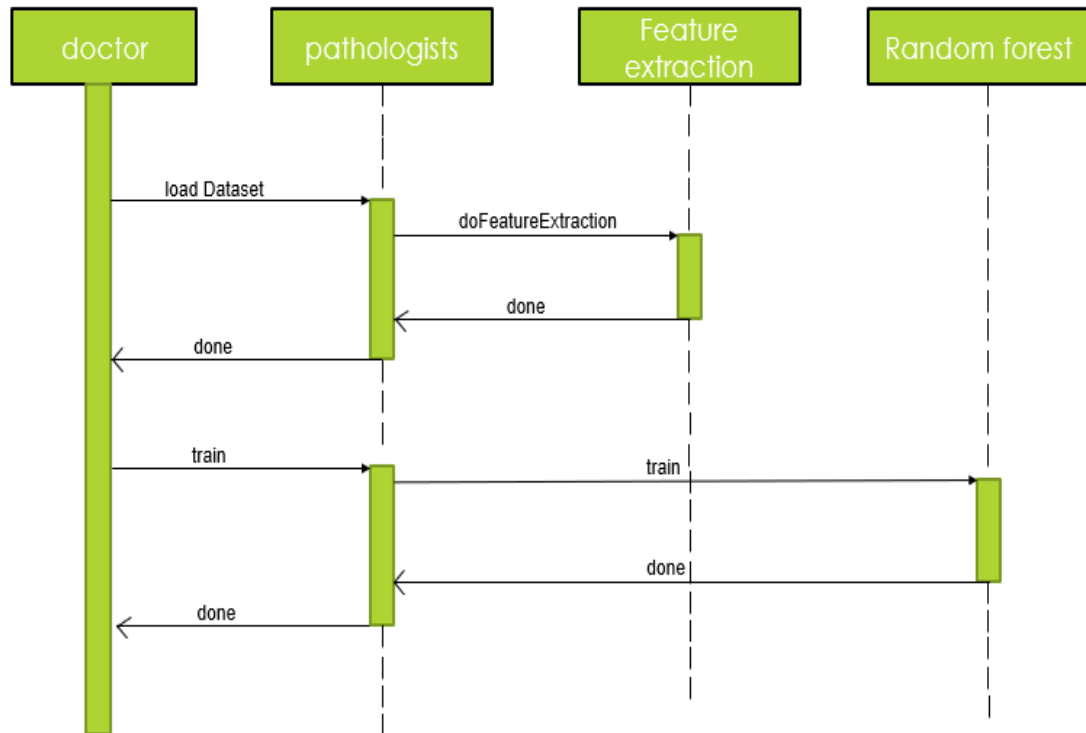 doctor
pathologists
Feature
extraction
Random forest
load Dataset
doFeatureExtraction
done
done
train
train
done
done